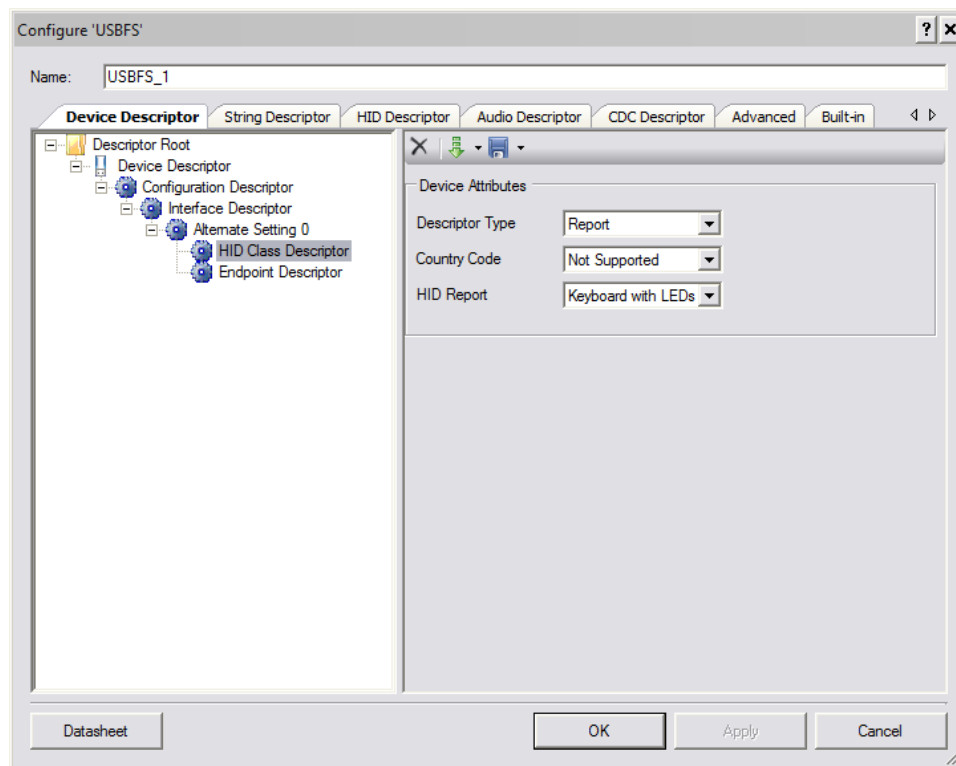 Configure 'USBFS'
? x
Name: USBFS_1
Device Descriptor String Descriptor HID Descriptor Audio Descriptor CDC Descriptor Advanced Built-in
Descriptor Root
Device Descriptor
Configuration Descriptor
Interface Descriptor
Alternate Setting 0
HID Class Descriptor
Endpoint Descriptor
Device Attributes
Descriptor Type Report
Country Code Not Supported
HID Report Keyboard with LEDs
Datasheet OK Apply Cancel